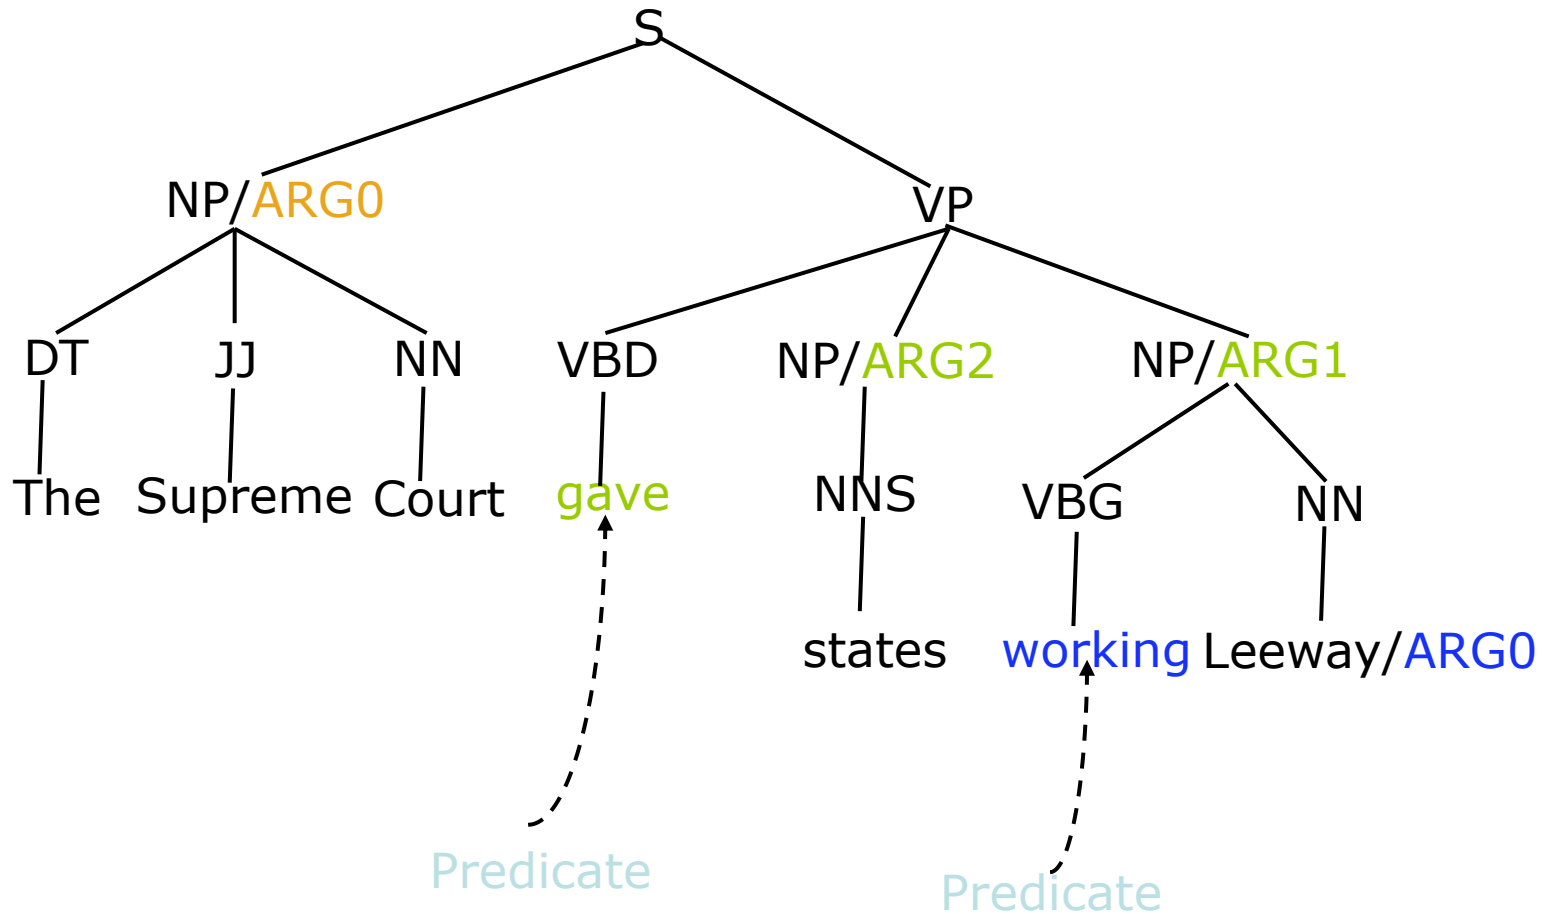 S
NP/ARG0 VP
DT JJ NN VBD NP/ARG2 NP/ARG1
The Supreme Court gave NNS VBG NN
states working Leeway/ARG0
Predicate Predicate